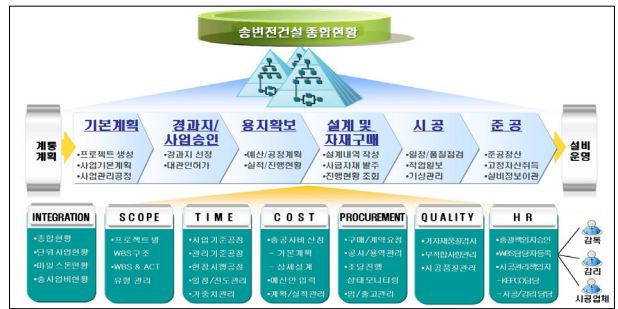 송변전건설 종합현황
계통
계획
기본계획
•프로젝트 생성
•사업기본계획
•사업관리공정
경과지/
사업승인
•경과지 선정
•대관인허가
용지확보
•예산/공정계획
•실적/진행현황
설계 및
자재구매
•설계내역 작성
•사급자재 발주
•진행현황 조회
시 공
•일정/품질점검
•작업일보
•기상관리
준 공
•준공정산
•고정자산취득
•설비정보이관
설비
운영
INTEGRATION
•종합현황
•단위사업현황
•마일스톤현황
•총사업비현황
SCOPE
•프로젝트별
WBS구조
•WBS & ACT
유형 관리
TIME
•사업기준공정
•관리기준공정
•현장시행공정
•일정/진도관리
•가중치관리
COST
•총공사비 산정
- 기본계획
- 상세설계
•예산안 입력
•계획/실적관리
PROCUREMENT
•구매/계약요청
•공사/용역관리
•조달진행
상태모니터링
•입/출고관리
QUALITY
•기자재품질검사
•부적합사항관리
•시공품질관리
HR
•총괄책임자승인
•WBS담당자등록
•시공관리책임자
-KEPCO담당
-시공/감리담당
감독
감리
시공업체